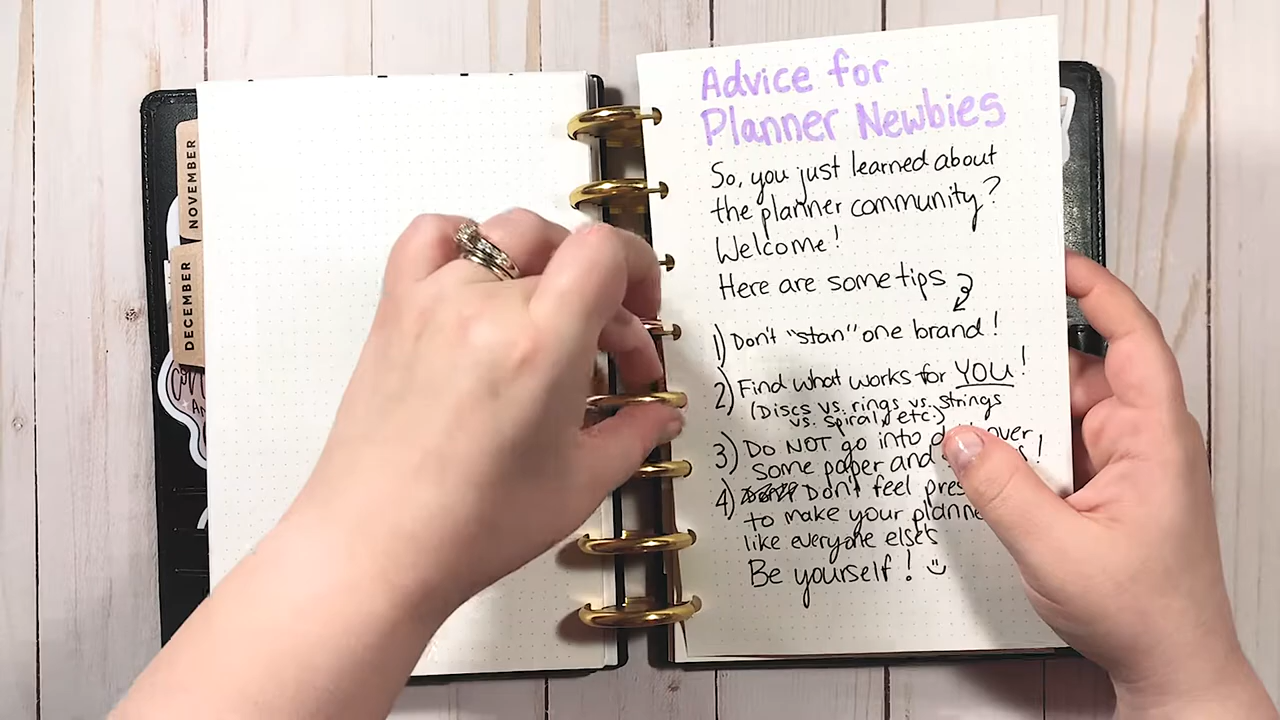 NOVEMBER
DECEMBER
Advice for
Planner Newbies
So, you just learned about
the planner community?
Welcome!
Here are some tips
1) Don't "stan" one brand!
2) Find what works for YOU!
(Discs vs. rings vs. strings
vs. spiral, etc.)
3) Do NOT go into over
some paper and !
4) Don't feel
to make your
like everyone else's
Be yourself! :)